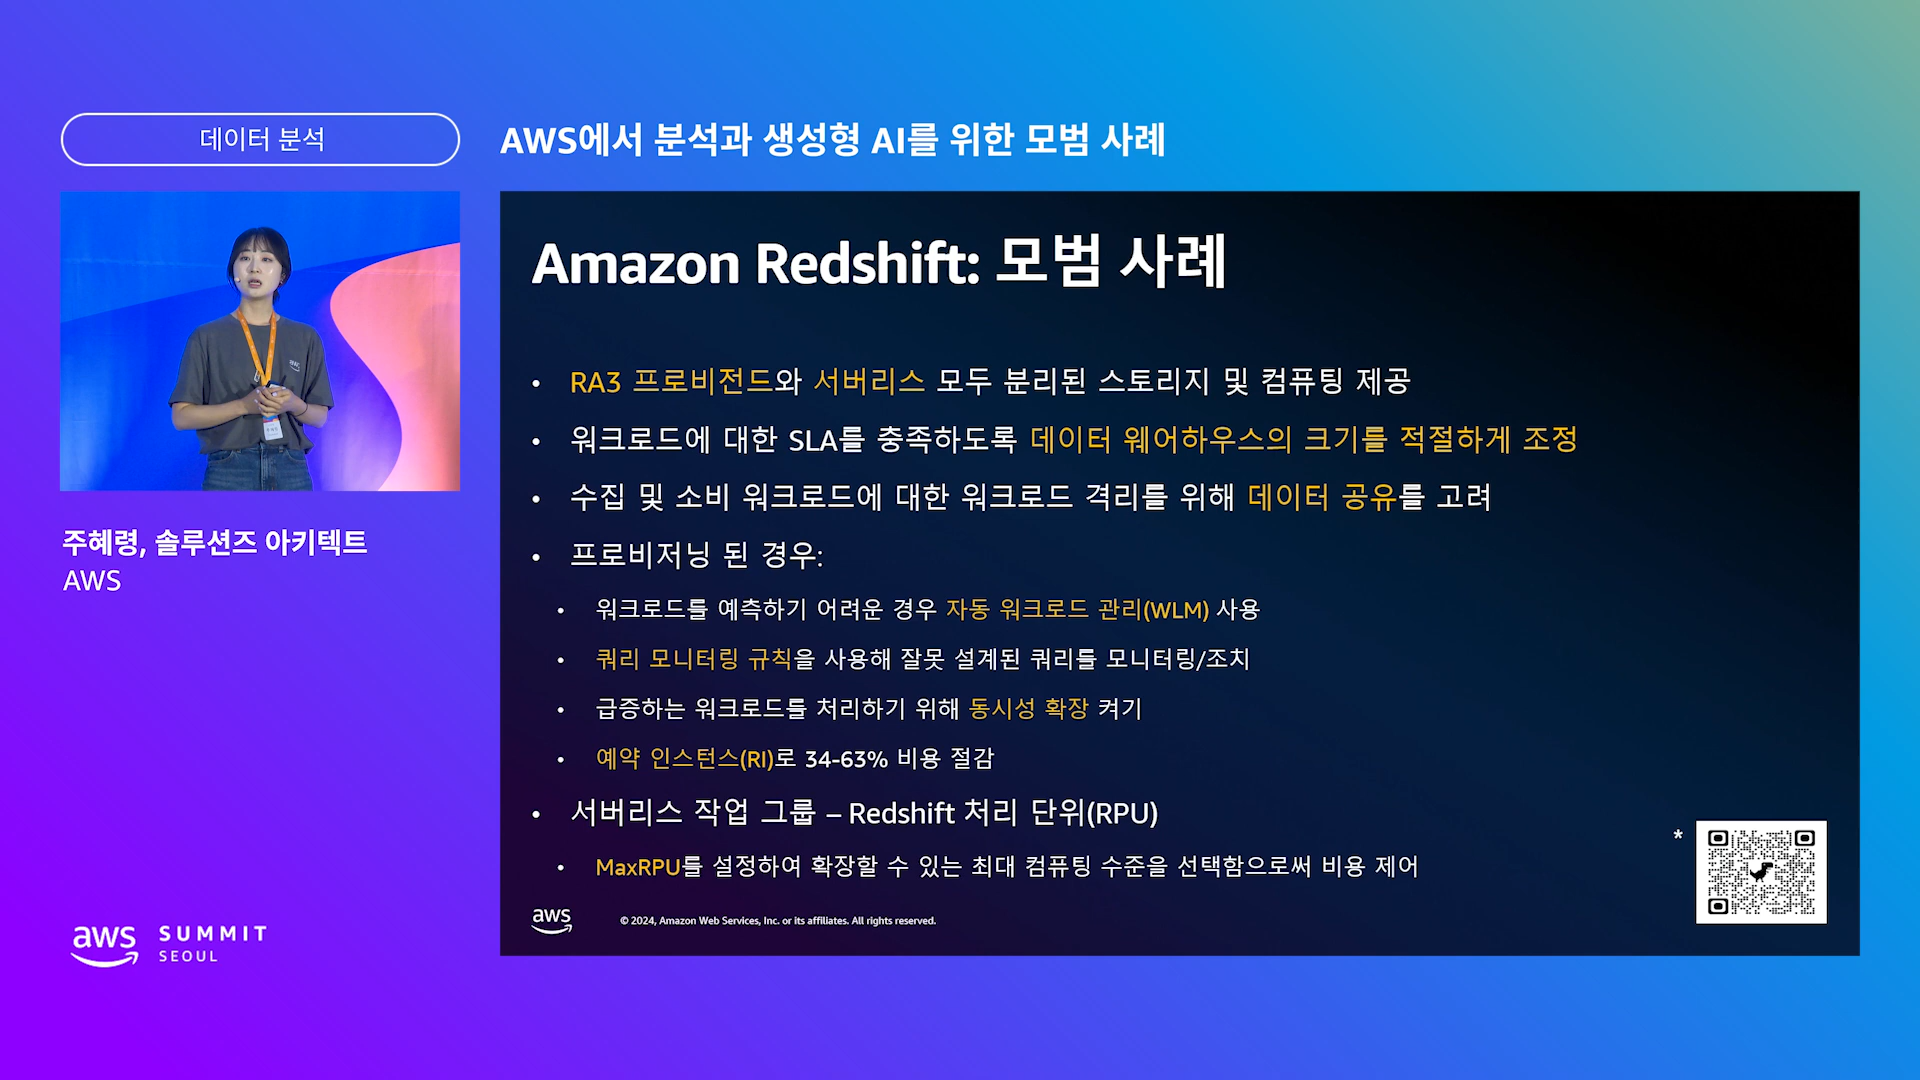 데이터 분석
AWS에서 분석과 생성형 AI를 위한 모범 사례
주혜령, 솔루션즈 아키텍트
AWS
Amazon Redshift: 모범 사례
• RA3 프로비전드와 서버리스 모두 분리된 스토리지 및 컴퓨팅 제공
• 워크로드에 대한 SLA를 충족하도록 데이터 웨어하우스의 크기를 적절하게 조정
• 수집 및 소비 워크로드에 대한 워크로드 격리를 위해 데이터 공유를 고려
• 프로비저닝 된 경우:
• 워크로드를 예측하기 어려운 경우 자동 워크로드 관리(WLM) 사용
• 쿼리 모니터링 규칙을 사용해 잘못 설계된 쿼리를 모니터링/조치
• 급증하는 워크로드를 처리하기 위해 동시성 확장 켜기
• 예약 인스턴스(RI)로 34-63% 비용 절감
• 서버리스 작업 그룹 – Redshift 처리 단위(RPU)
• MaxRPU를 설정하여 확장할 수 있는 최대 컴퓨팅 수준을 선택함으로써 비용 제어
*
aws
© 2024, Amazon Web Services, Inc. or its affiliates. All rights reserved.
aws SUMMIT
SEOUL